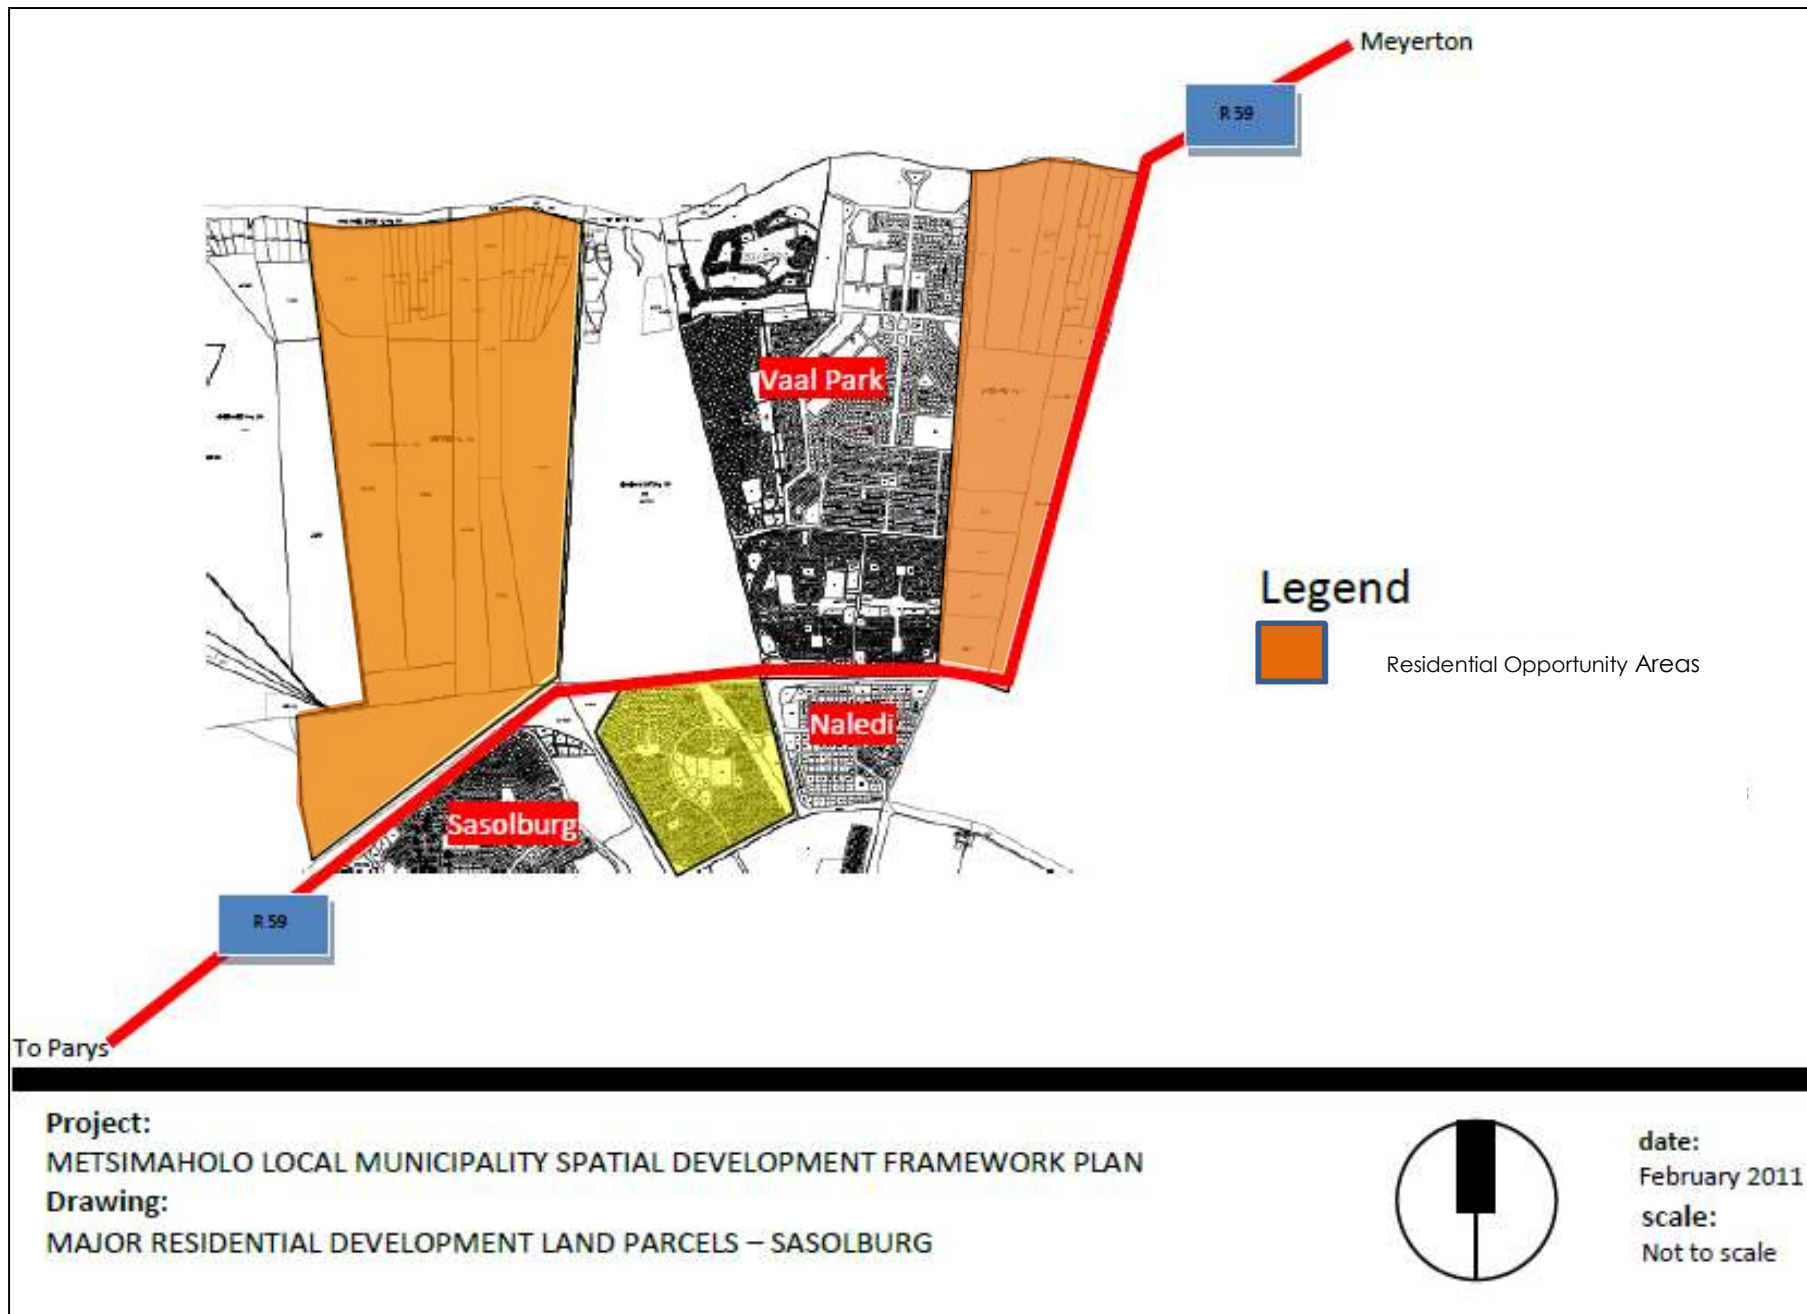 Meyerton
R 59
Vaal Park
Legend
Residential Opportunity Areas
Naledi
Sasolburg
R 59
To Parys
Project:
METSIMAHOLO LOCAL MUNICIPALITY SPATIAL DEVELOPMENT FRAMEWORK PLAN
Drawing:
MAJOR RESIDENTIAL DEVELOPMENT LAND PARCELS – SASOLBURG
date:
February 2011
scale:
Not to scale